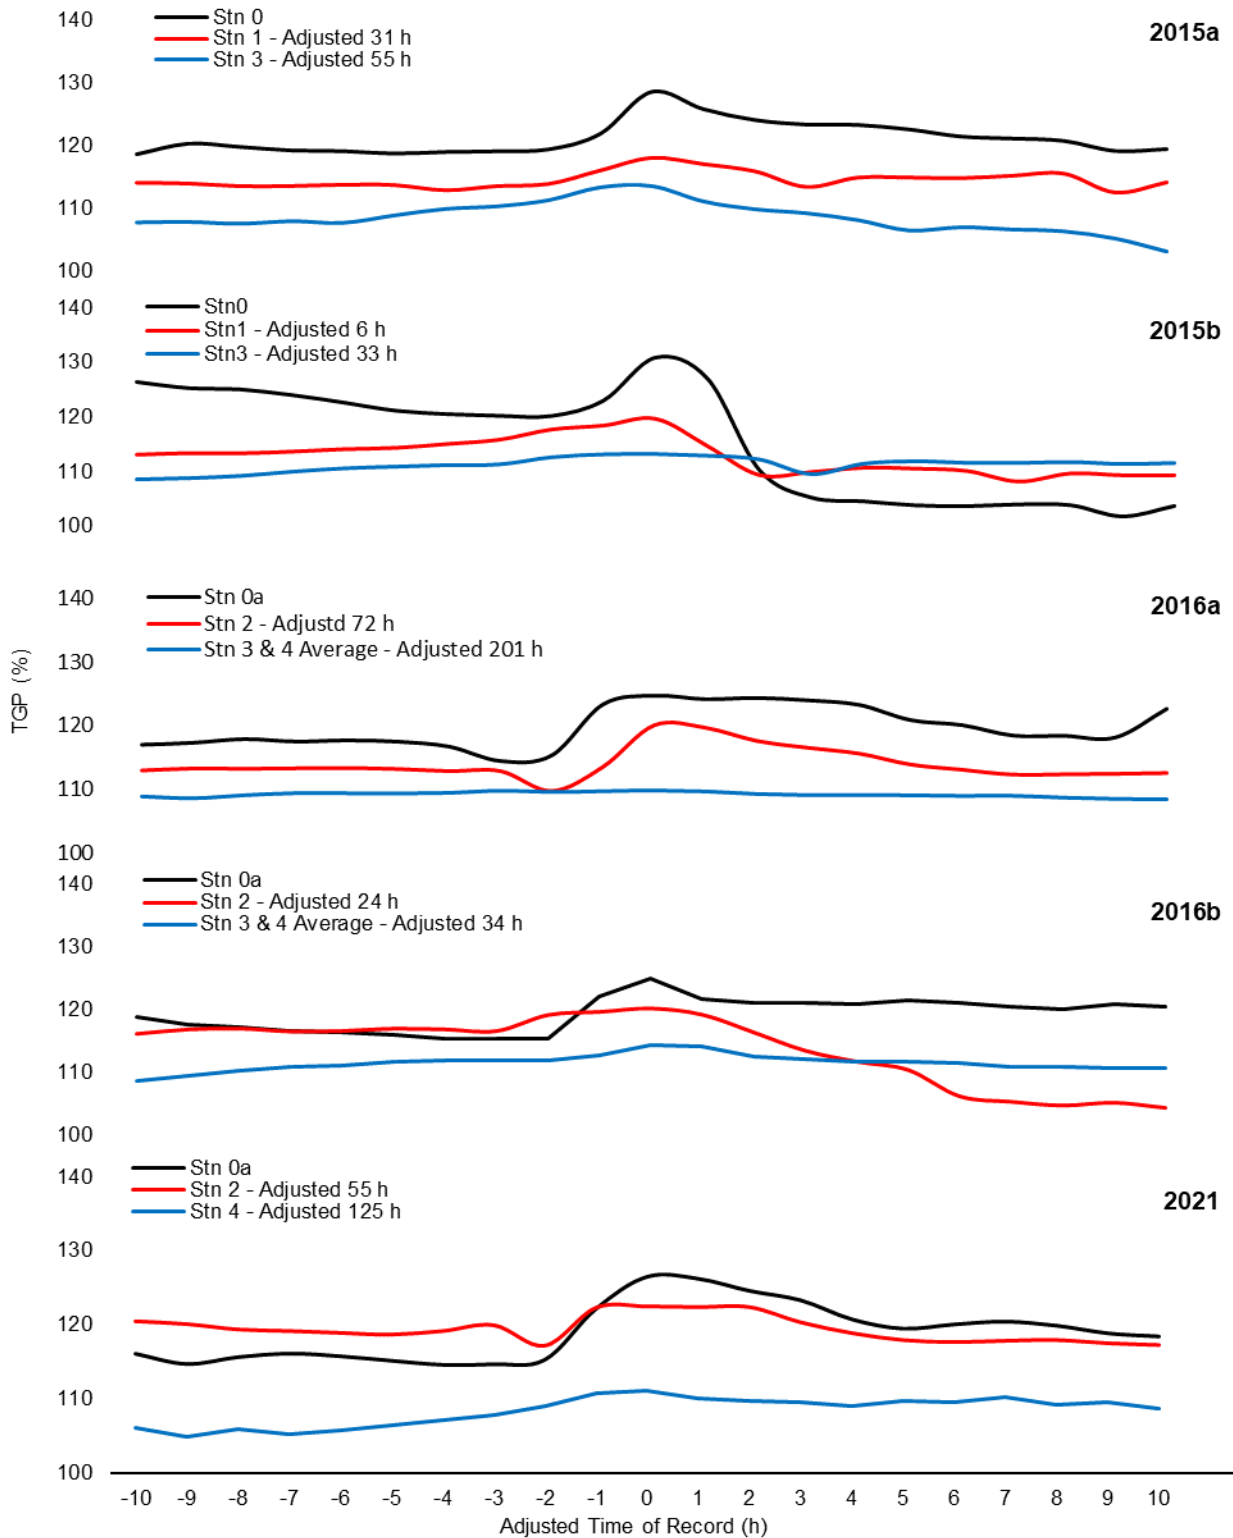 140
Stn 0
Stn 1 - Adjusted 31 h
Stn 3 - Adjusted 55 h
2015a
130
120
110
100
140
Stn0
Stn1 - Adjusted 6 h
Stn3 - Adjusted 33 h
2015b
130
120
110
100
140
Stn 0a
Stn 2 - Adjustd 72 h
Stn 3 & 4 Average - Adjusted 201 h
2016a
130
TGP (%)
120
110
100
140
Stn 0a
Stn 2 - Adjusted 24 h
Stn 3 & 4 Average - Adjusted 34 h
2016b
130
120
110
100
140
Stn 0a
Stn 2 - Adjusted 55 h
Stn 4 - Adjusted 125 h
2021
130
120
110
100
-10 -9 -8 -7 -6 -5 -4 -3 -2 -1 0 1 2 3 4 5 6 7 8 9 10
Adjusted Time of Record (h)